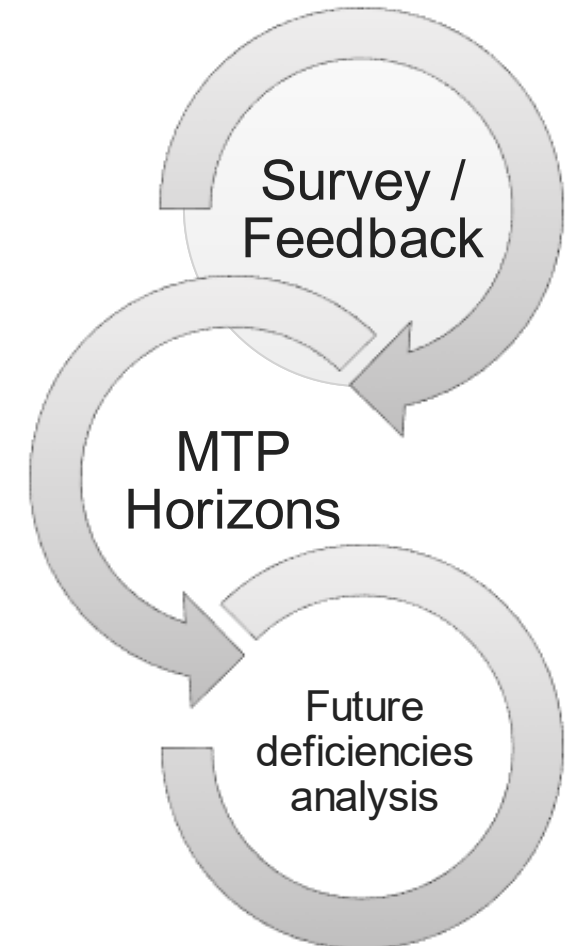 Survey /
Feedback
MTP
Horizons
Future
deficiencies
analysis